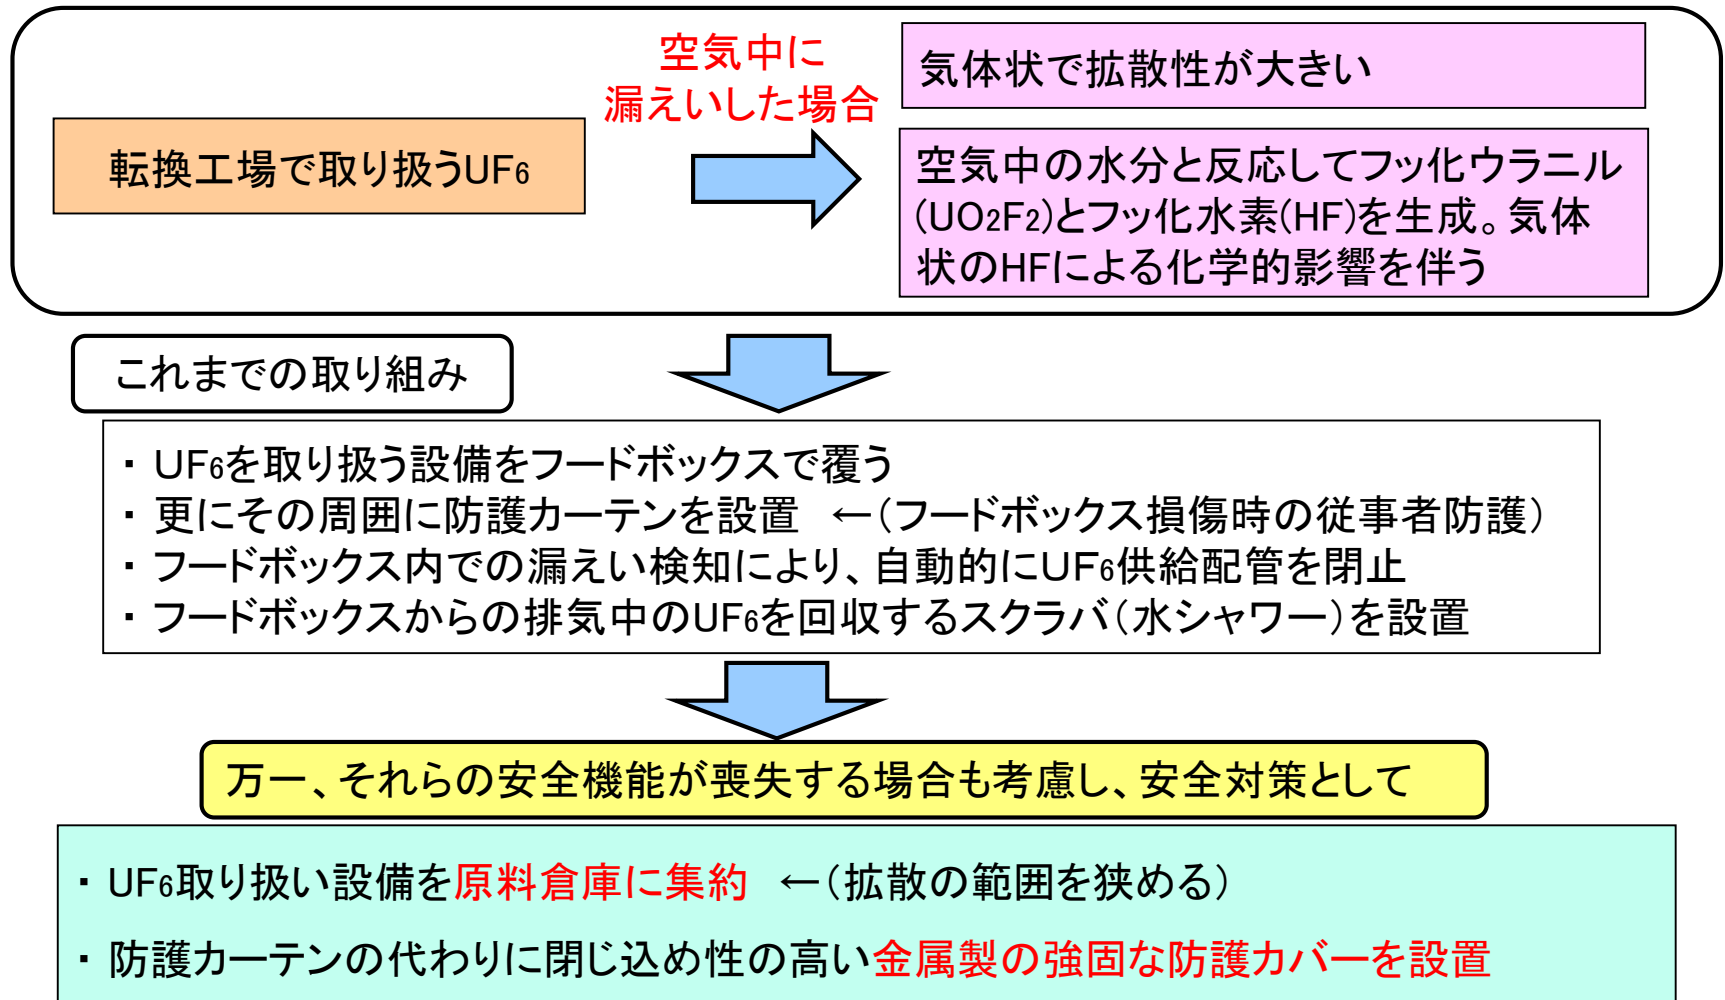 空気中に
漏えいした場合
転換工場で取り扱うUF6
気体状で拡散性が大きい
空気中の水分と反応してフッ化ウラニル
(UO2F2)とフッ化水素(HF)を生成。気体
状のHFによる化学的影響を伴う
これまでの取り組み
・ UF6を取り扱う設備をフードボックスで覆う
・ 更にその周囲に防護カーテンを設置 ←(フードボックス損傷時の従事者防護)
・ フードボックス内での漏えい検知により、自動的にUF6供給配管を閉止
・ フードボックスからの排気中のUF6を回収するスクラバ(水シャワー)を設置
万一、それらの安全機能が喪失する場合も考慮し、安全対策として
・ UF6取り扱い設備を原料倉庫に集約 ←(拡散の範囲を狭める)
・ 防護カーテンの代わりに閉じ込め性の高い金属製の強固な防護カバーを設置